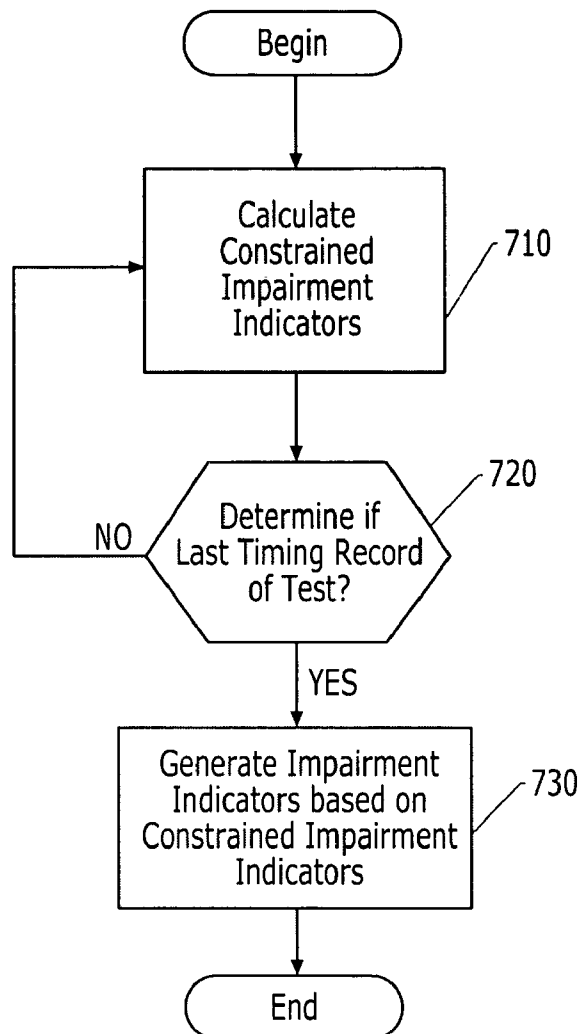 Begin
Calculate
Constrained
Impairment
Indicators
710
720
Determine if
Last Timing Record
of Test?
NO
YES
Generate Impairment
Indicators based on
Constrained Impairment
Indicators
730
End